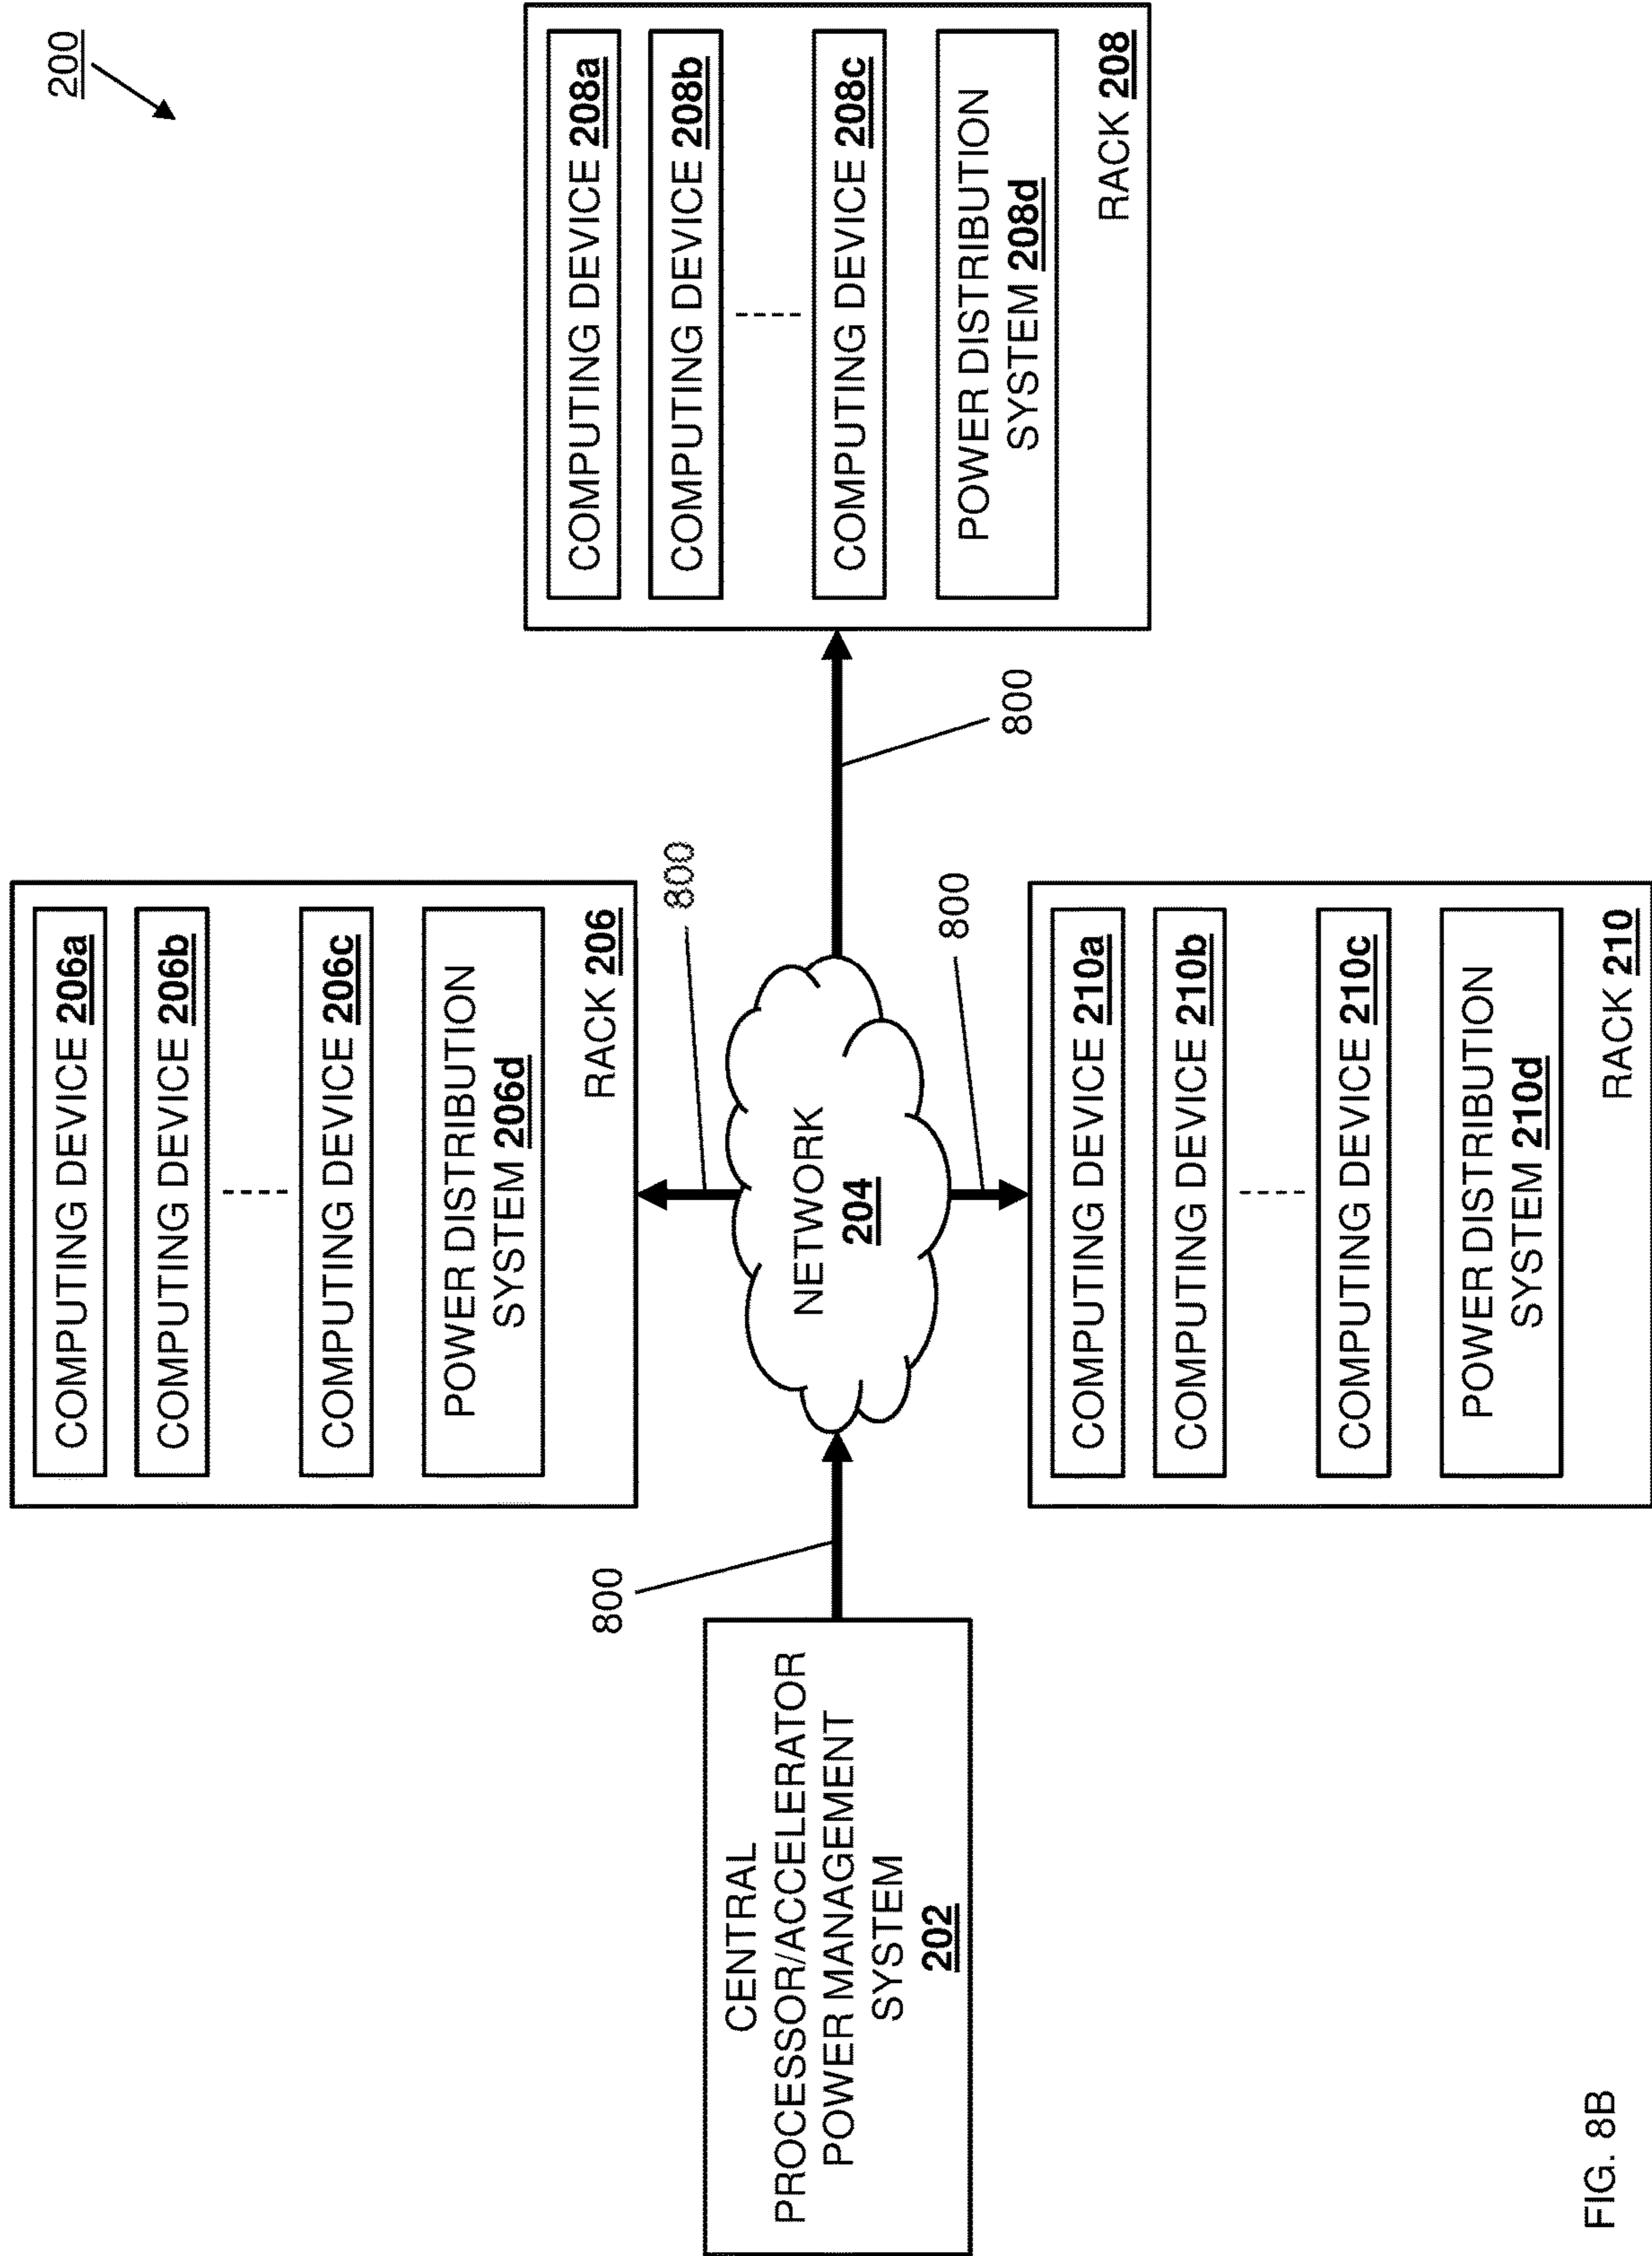 200
COMPUTING DEVICE 206a
COMPUTING DEVICE 206b
COMPUTING DEVICE 206c
POWER DISTRIBUTION
SYSTEM 206d
RACK 206
800
CENTRAL
PROCESSOR/ACCELERATOR
POWER MANAGEMENT
SYSTEM
202
800
NETWORK
204
800
COMPUTING DEVICE 208a
COMPUTING DEVICE 208b
COMPUTING DEVICE 208c
POWER DISTRIBUTION
SYSTEM 208d
RACK 208
800
COMPUTING DEVICE 210a
COMPUTING DEVICE 210b
COMPUTING DEVICE 210c
POWER DISTRIBUTION
SYSTEM 210d
RACK 210
FIG. 8B